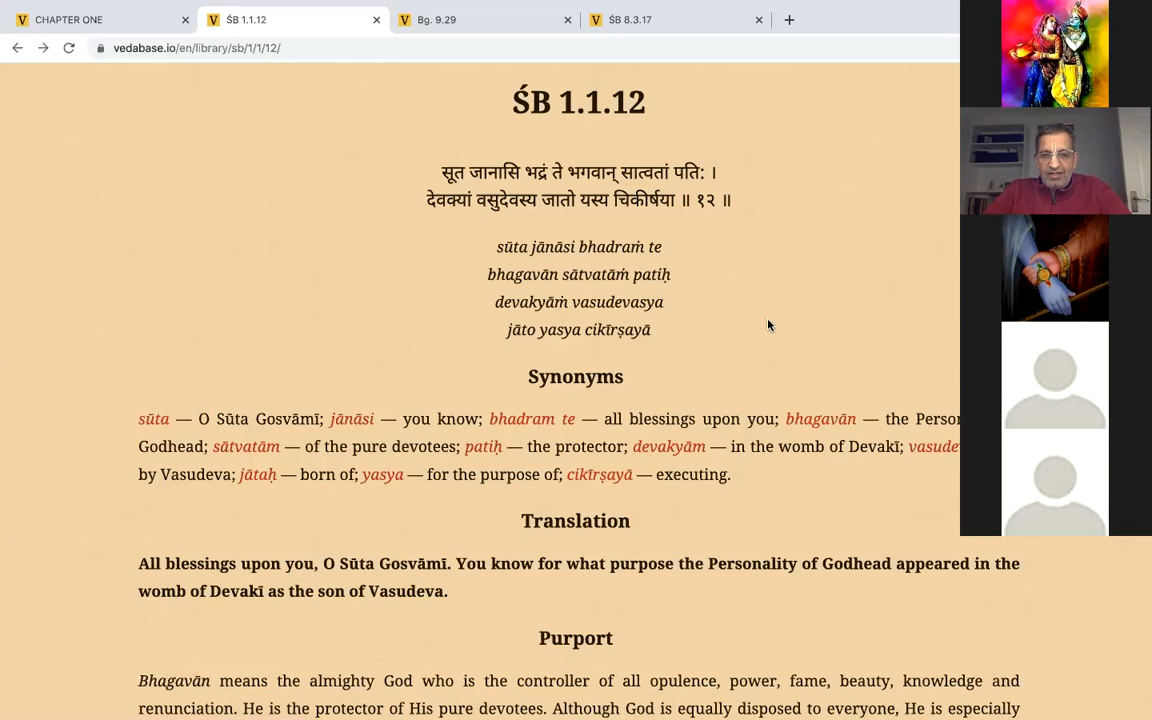 CHAPTER ONE
ŚB 1.1.12
Bg. 9.29
ŚB 8.3.17
vedabase.io/en/library/sb/1/1/12/
ŚB 1.1.12
सूत जानासि भद्रं ते भगवान् सात्वतां पति: ।
देवक्यां वसुदेवस्य जातो यस्य चिकीर्षया ॥ १२ ॥
sūta jānāsi bhadraṁ te
bhagavān sātvatāṁ patiḥ
devakyāṁ vasudevasya
jāto yasya cikīrṣayā
Synonyms
sūta — O Sūta Gosvāmī; jānāsi — you know; bhadram te — all blessings upon you; bhagavān — the Person
Godhead; sātvatām — of the pure devotees; patiḥ — the protector; devakyām — in the womb of Devakī; vasudev
by Vasudeva; jātaḥ — born of; yasya — for the purpose of; cikīrṣayā — executing.
Translation
All blessings upon you, O Sūta Gosvāmī. You know for what purpose the Personality of Godhead appeared in the
womb of Devakī as the son of Vasudeva.
Purport
Bhagavān means the almighty God who is the controller of all opulence, power, fame, beauty, knowledge and
renunciation. He is the protector of His pure devotees. Although God is equally disposed to everyone, He is especially